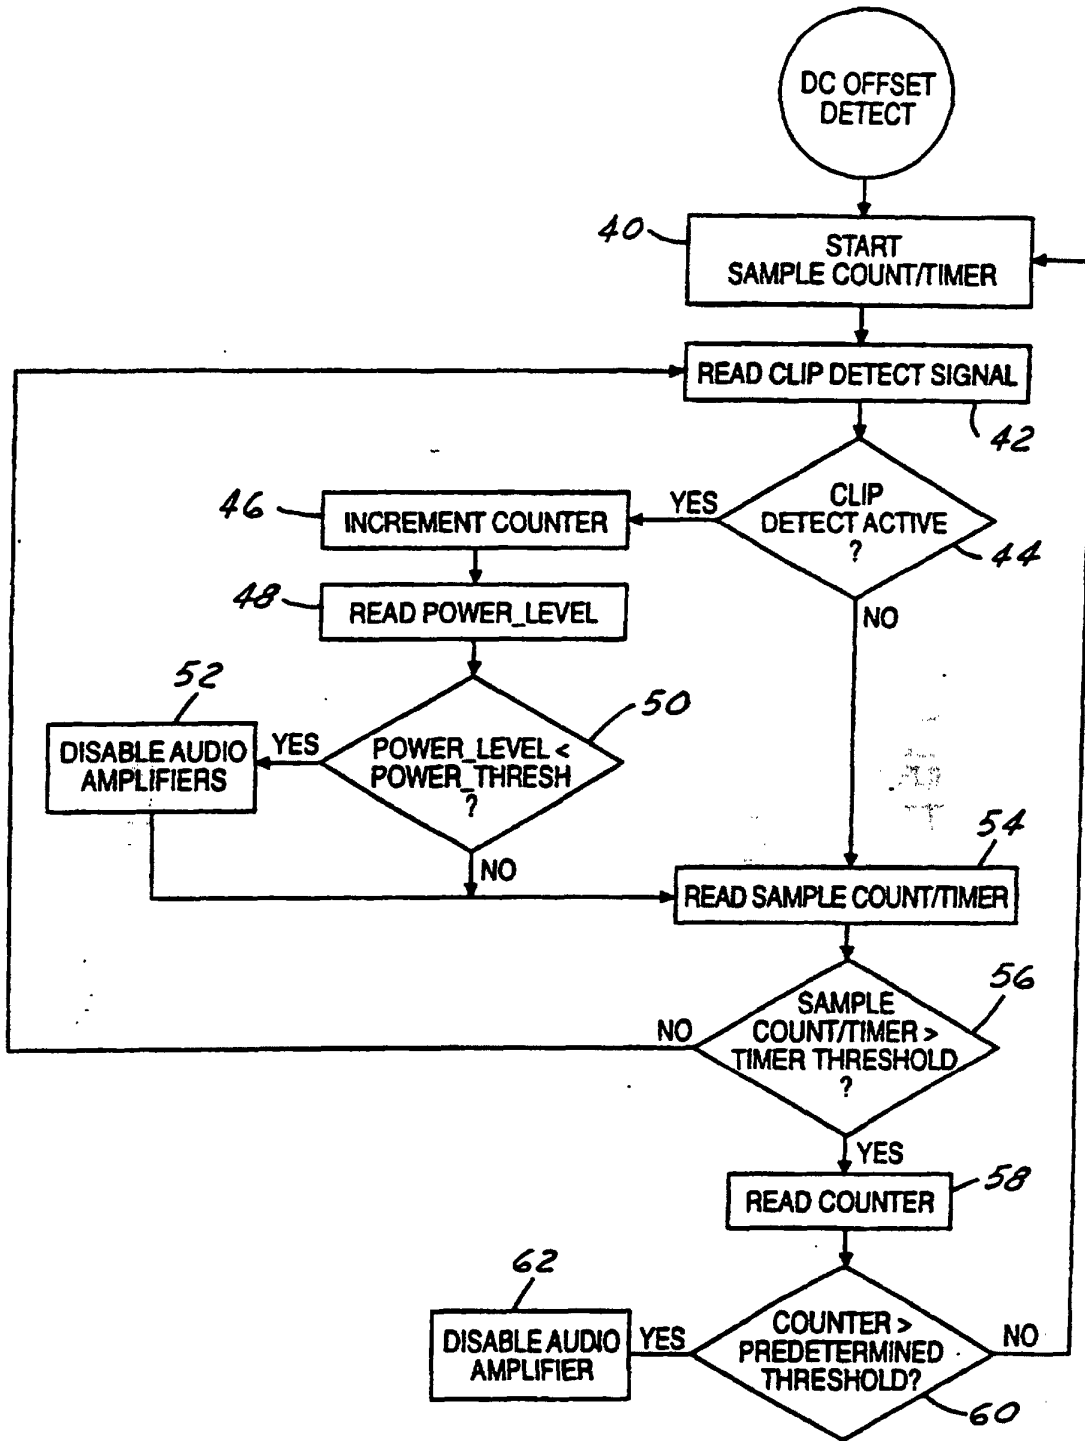 DC OFFSET
DETECT
40
START
SAMPLE COUNT/TIMER
READ CLIP DETECT SIGNAL
42
CLIP
DETECT ACTIVE
?
44
YES
NO
46
INCREMENT COUNTER
48
READ POWER_LEVEL
50
POWER_LEVEL <
POWER_THRESH
?
YES
NO
52
DISABLE AUDIO
AMPLIFIERS
54
READ SAMPLE COUNT/TIMER
56
SAMPLE
COUNT/TIMER >
TIMER THRESHOLD
?
NO
YES
58
READ COUNTER
62
DISABLE AUDIO
AMPLIFIER
YES
COUNTER >
PREDETERMINED
THRESHOLD?
NO
60